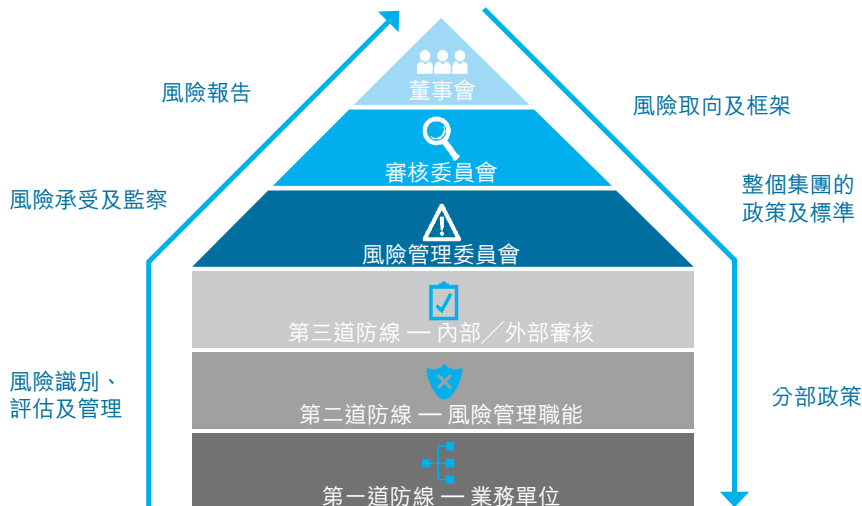 董事會
風險報告
風險取向及框架
審核委員會
風險承受及監察
整個集團的
政策及標準
風險管理委員會
第三道防線 — 內部／外部審核
風險識別、
評估及管理
第二道防線 — 風險管理職能
分部政策
第一道防線 — 業務單位